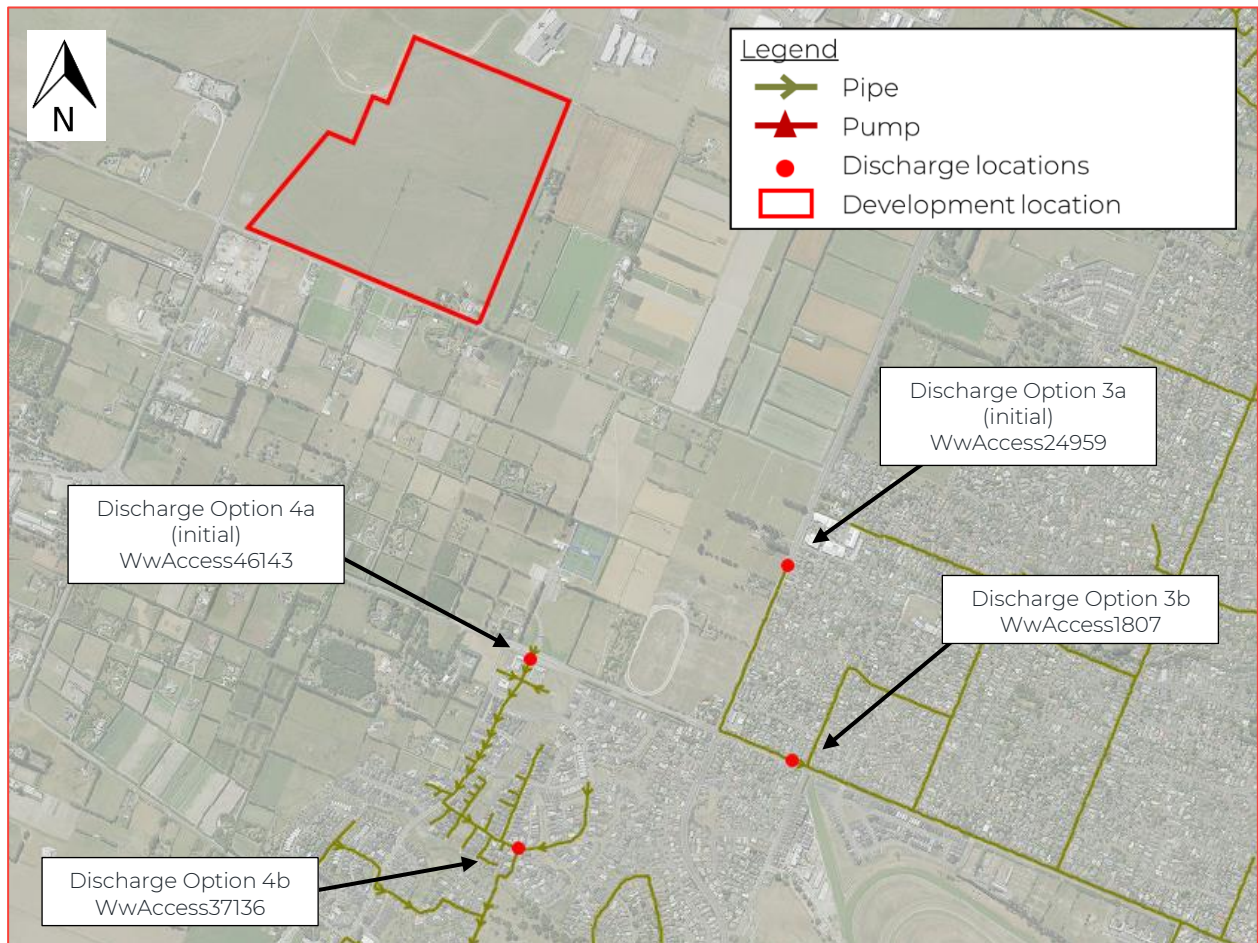 N
Legend
Pipe
Pump
Discharge locations
Development location
Discharge Option 3a
(initial)
WwAccess24959
Discharge Option 4a
(initial)
WwAccess46143
Discharge Option 3b
WwAccess1807
Discharge Option 4b
WwAccess37136